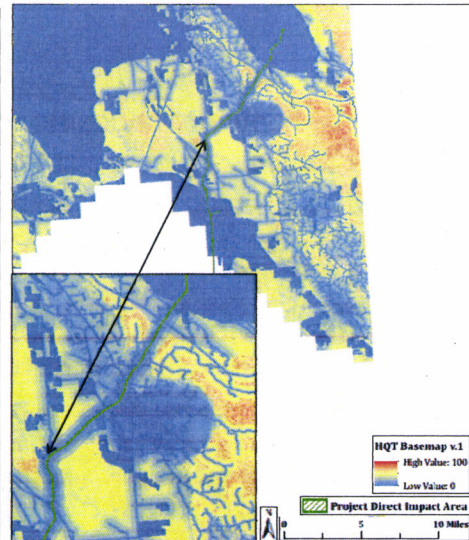 HQT Basemap v.1
High Value: 100
Low Value: 0
Project Direct Impact Area
N
0 5 10 Miles